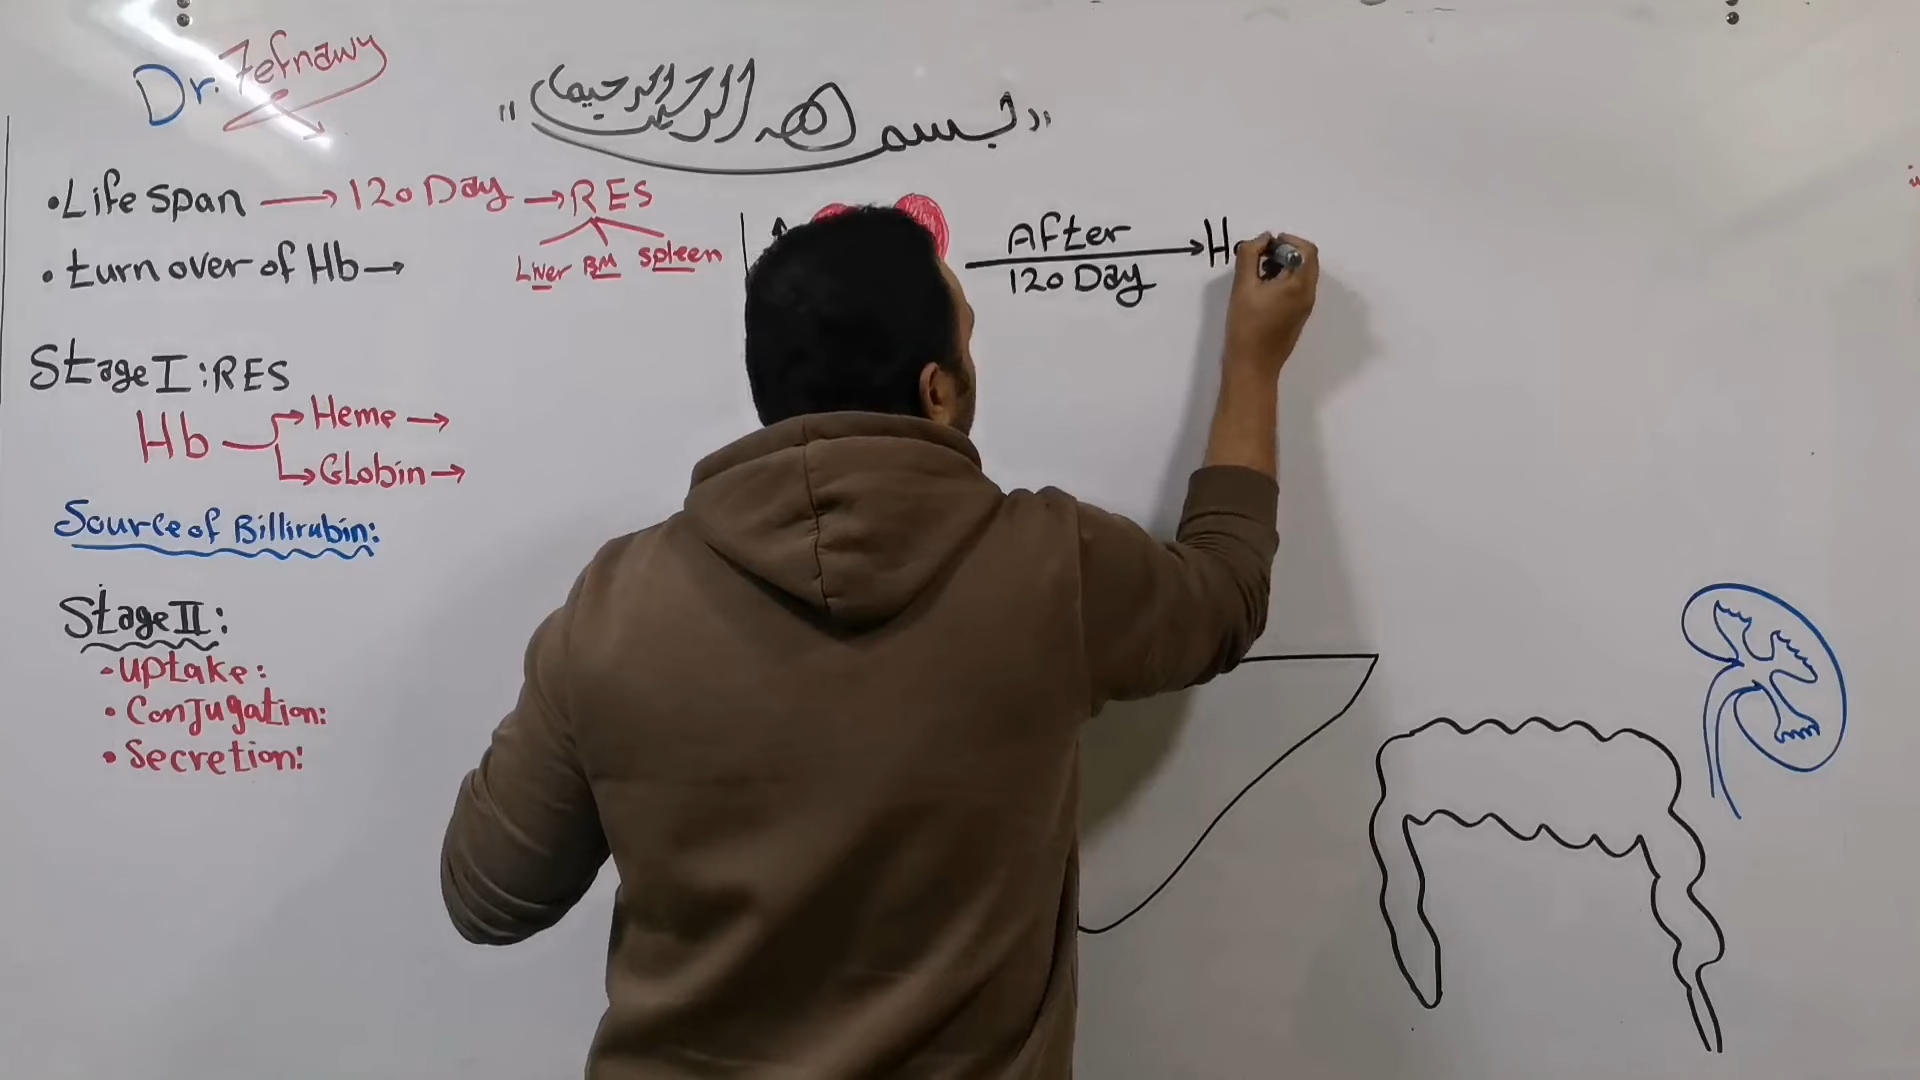 Dr. Zefnawy
"بسم الله الرحمن الرحيم"
• Life span → 120 Day → RES
Liver BM spleen
• turn over of Hb →
After
120 Day
Stage I : RES
Hb → Heme →
→ Globin →
Source of Billirubin:
Stage II :
• uptake:
• Conjugation:
• Secretion: